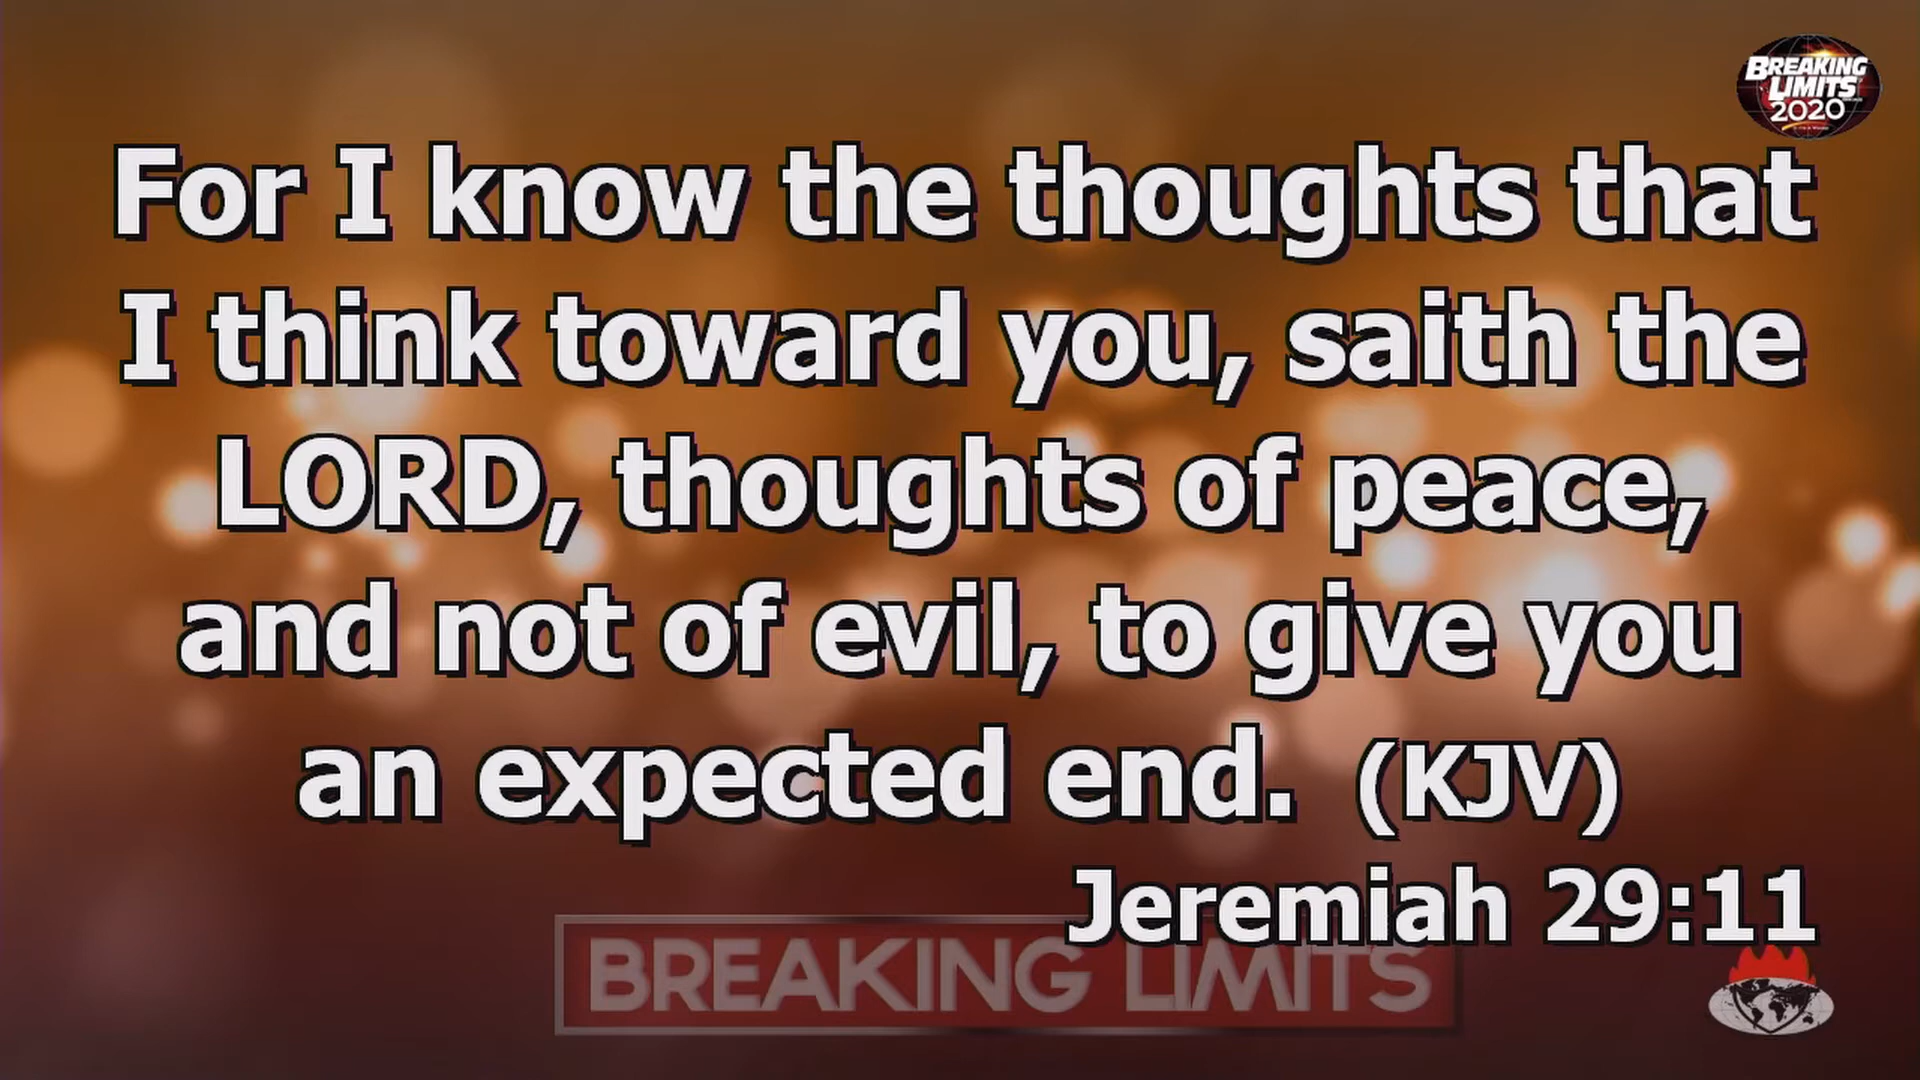 BREAKING
LIMITS
2020
For I know the thoughts that
I think toward you, saith the
LORD, thoughts of peace,
and not of evil, to give you
an expected end. (KJV)
Jeremiah 29:11
BREAKING LIMITS